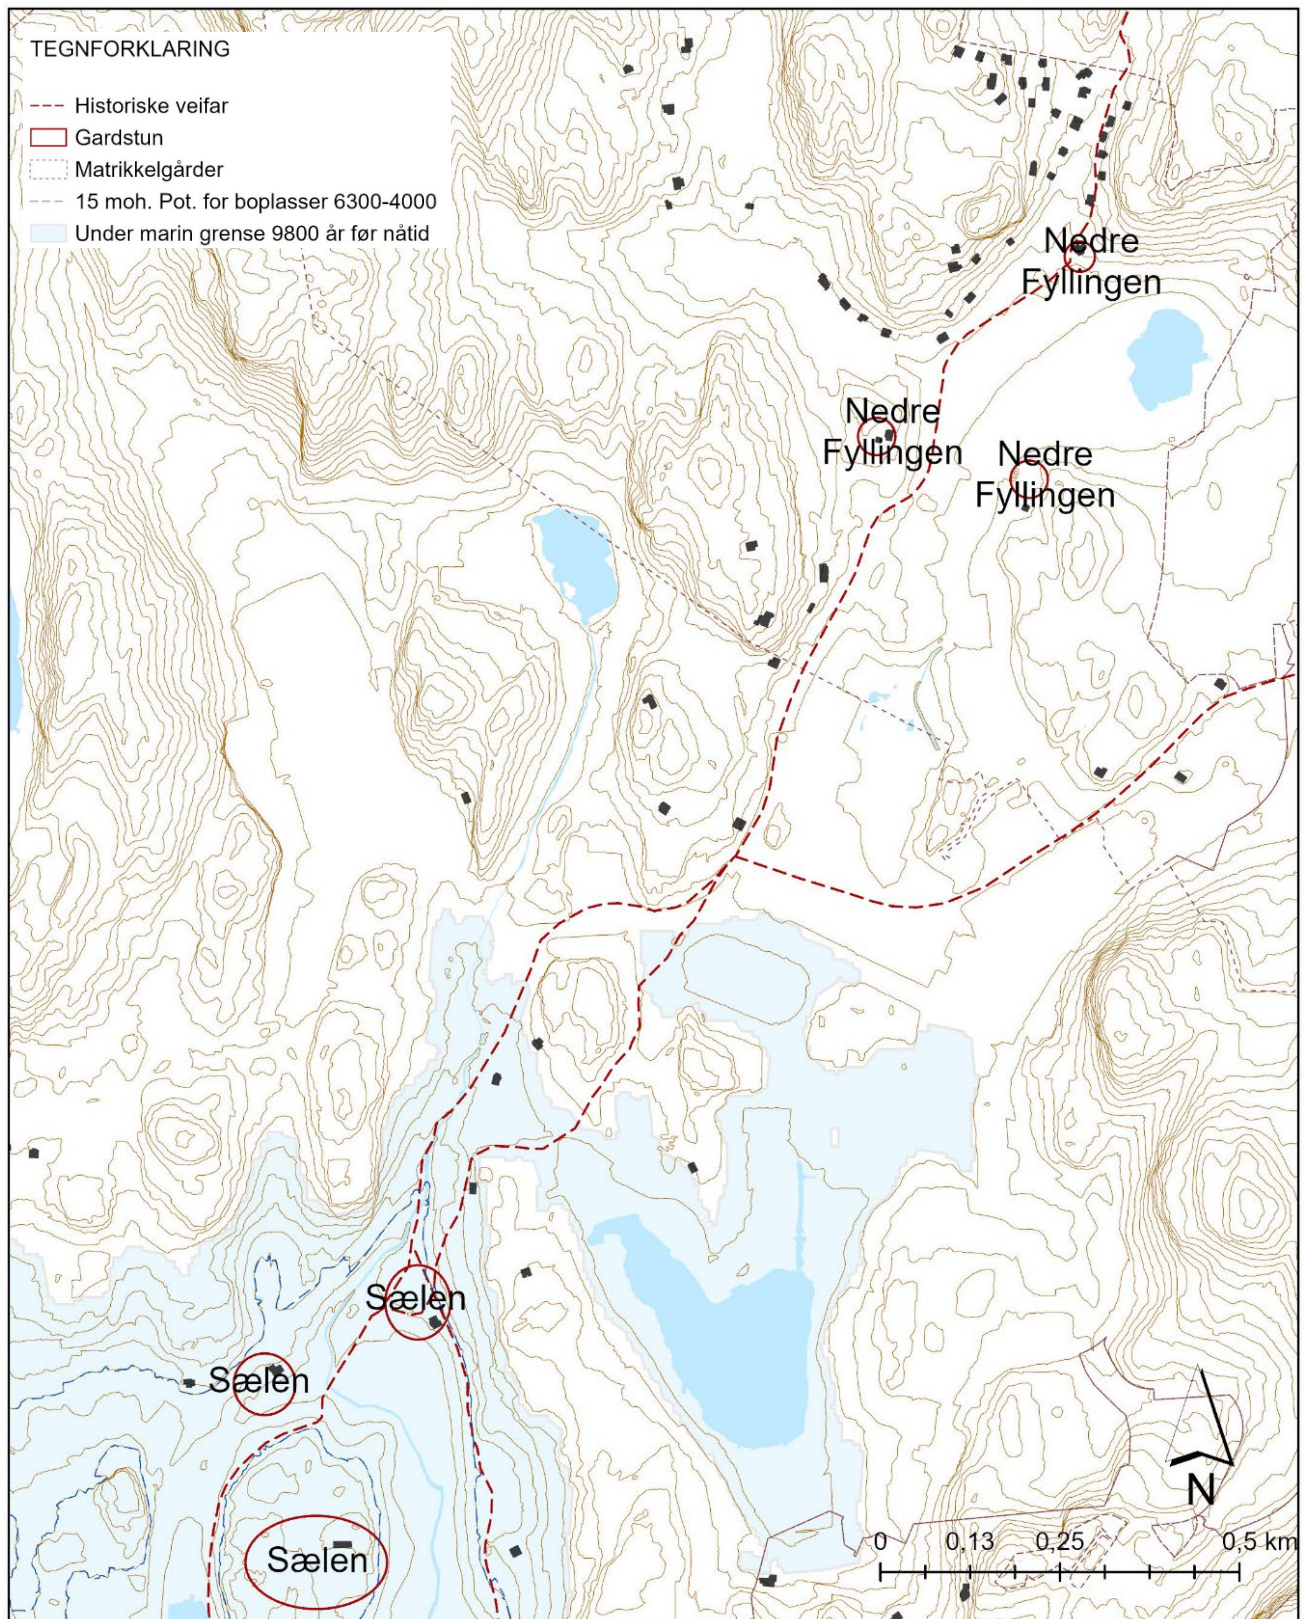 TEGNFORKLARING
Historiske veifar
Gardstun
Matrikkelgårder
15 moh. Pot. for boplasser 6300-4000
Under marin grense 9800 år før nåtid
Nedre
Fyllingen
Nedre
Fyllingen
Nedre
Fyllingen
Sælen
Sælen
Sælen
N
0 0,13 0,25 0,5 km